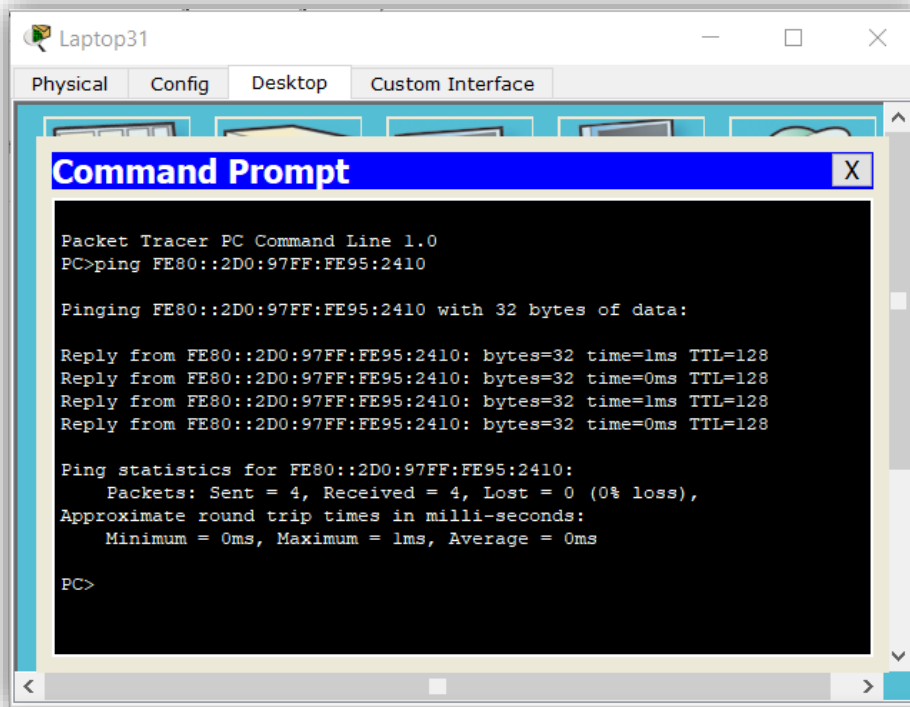 Laptop31
Physical Config Desktop Custom Interface
Command Prompt X
Packet Tracer PC Command Line 1.0
PC>ping FE80::2D0:97FF:FE95:2410
Pinging FE80::2D0:97FF:FE95:2410 with 32 bytes of data:
Reply from FE80::2D0:97FF:FE95:2410: bytes=32 time=1ms TTL=128
Reply from FE80::2D0:97FF:FE95:2410: bytes=32 time=0ms TTL=128
Reply from FE80::2D0:97FF:FE95:2410: bytes=32 time=1ms TTL=128
Reply from FE80::2D0:97FF:FE95:2410: bytes=32 time=0ms TTL=128
Ping statistics for FE80::2D0:97FF:FE95:2410:
Packets: Sent = 4, Received = 4, Lost = 0 (0% loss),
Approximate round trip times in milli-seconds:
Minimum = 0ms, Maximum = 1ms, Average = 0ms
PC>